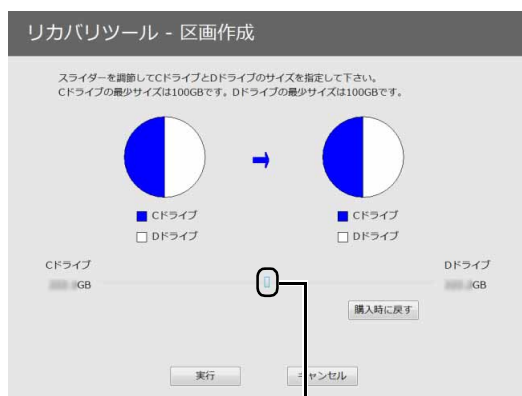 リカバリツール - 区画作成
スライダーを調節してCドライブとDドライブのサイズを指定して下さい。
Cドライブの最少サイズは100GBです。Dドライブの最少サイズは100GBです。
Cドライブ
Dドライブ
Cドライブ
Dドライブ
Cドライブ
Dドライブ
GB
GB
購入時に戻す
実行
キャンセル